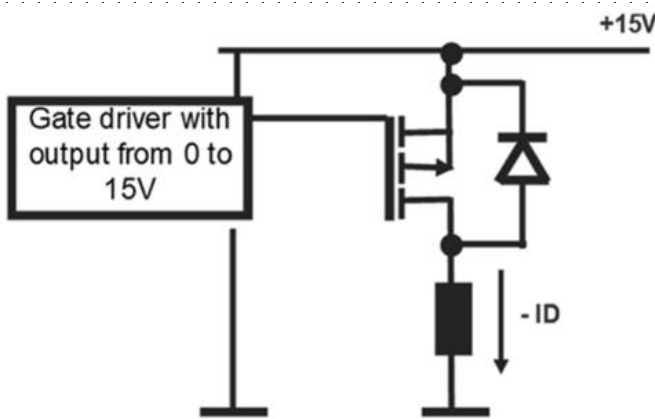 +15V
Gate driver with
output from 0 to
15V
- ID